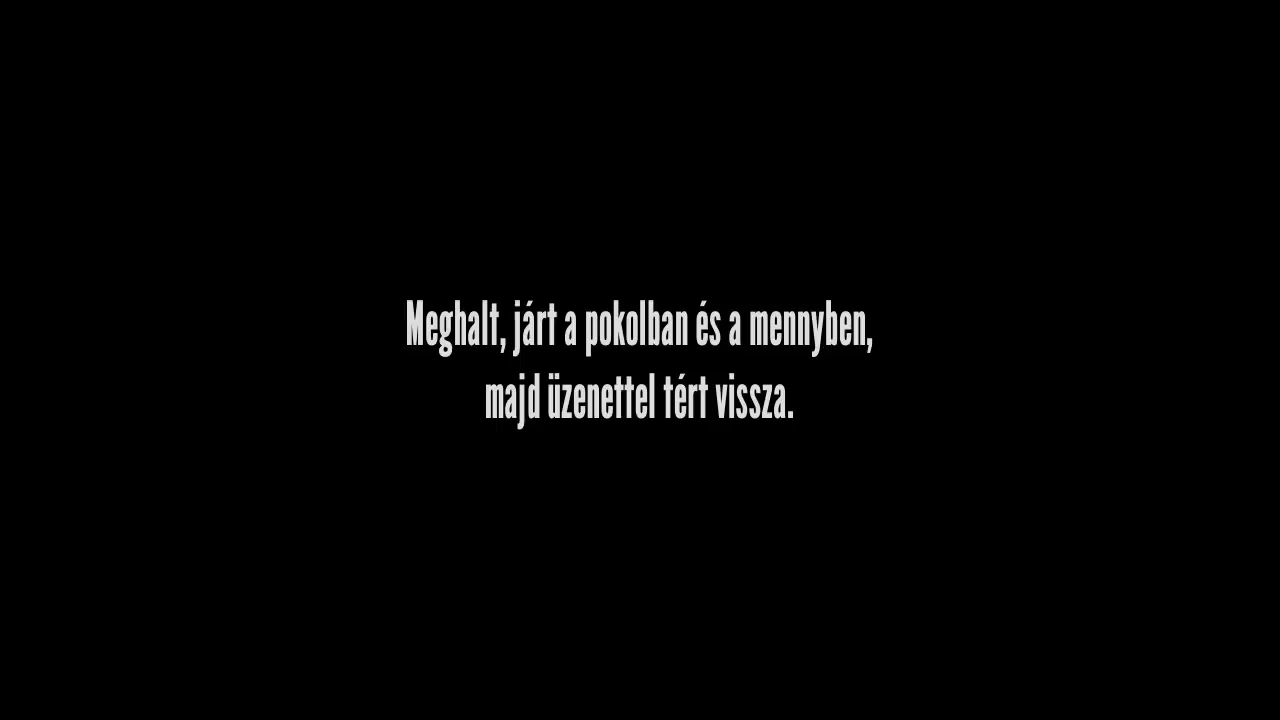 Meghalt, járt a pokolban és a mennyben,
majd üzenettel tért vissza.